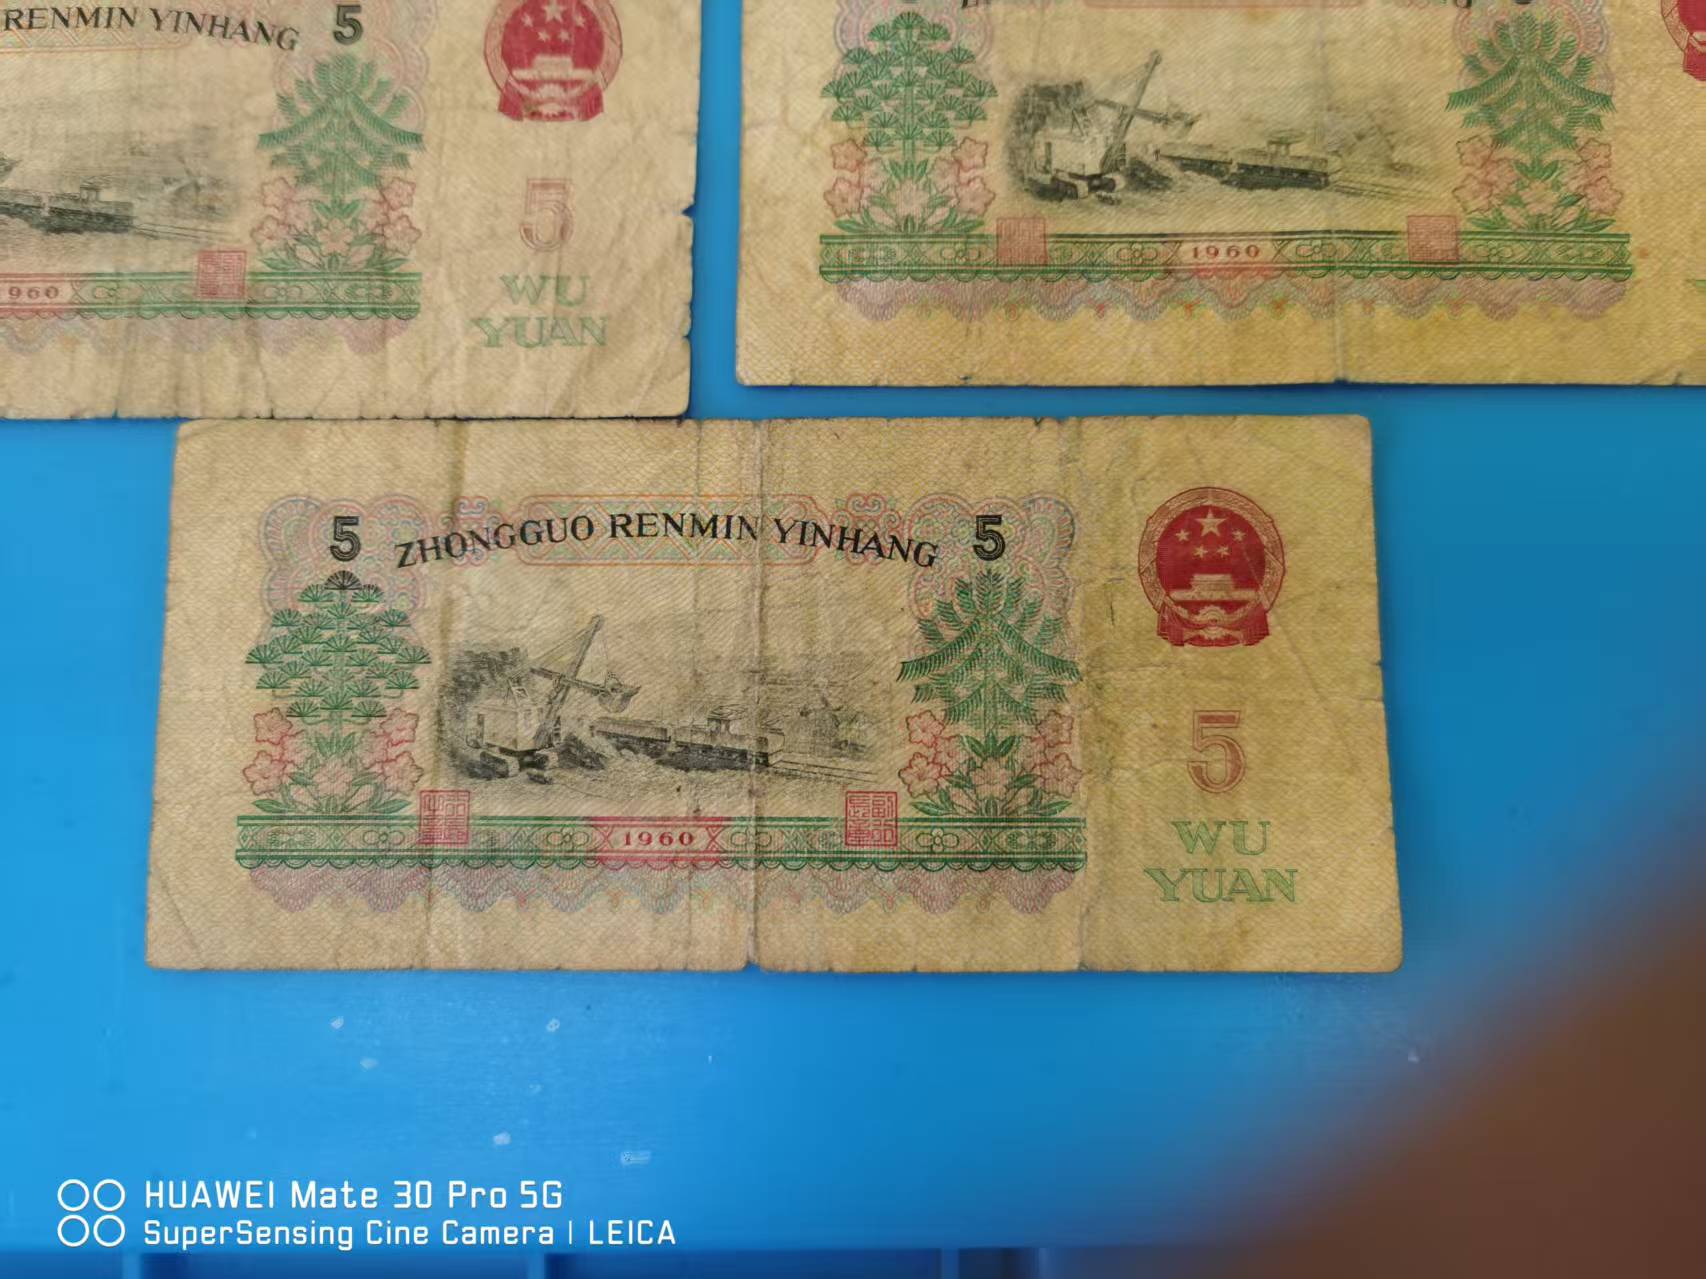 RENMIN YINHANG 5
5
1960
WU
YUAN
1960
5 ZHONGGUO RENMIN YINHANG 5
5
1960
WU
YUAN
HUAWEI Mate 30 Pro 5G
SuperSensing Cine Camera | LEICA